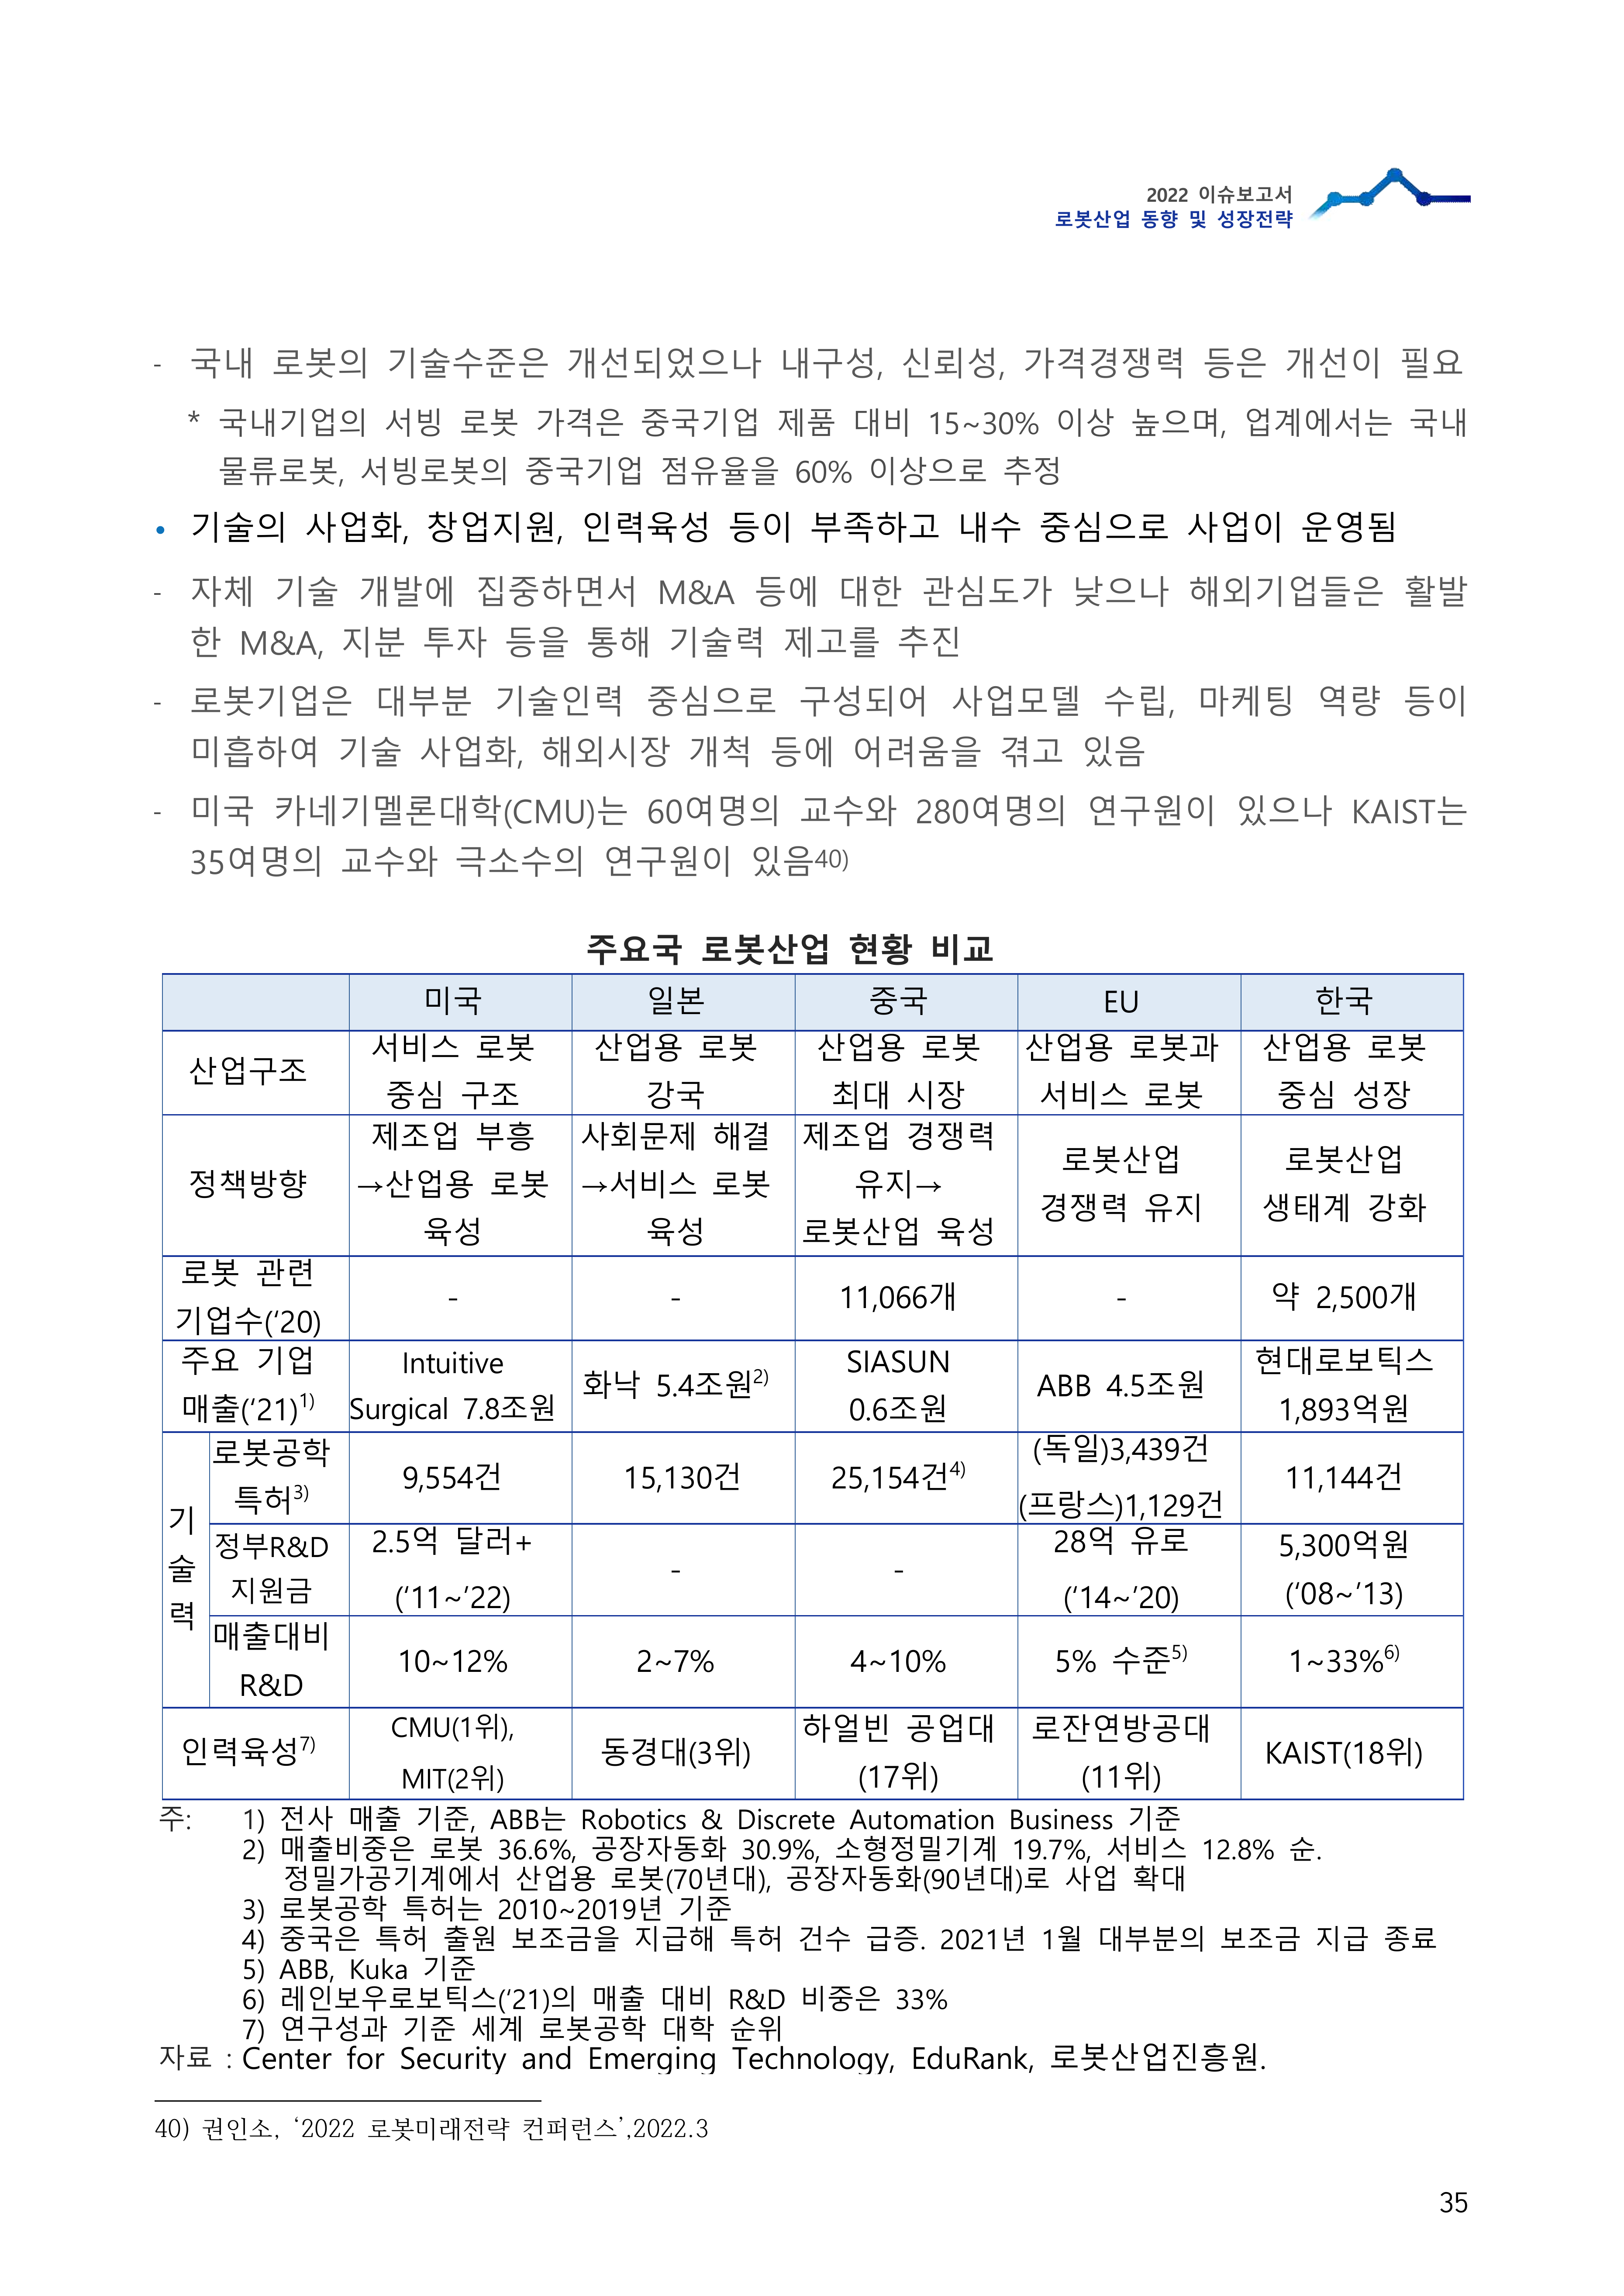 2022 이슈보고서
로봇산업 동향 및 성장전략
- 국내 로봇의 기술수준은 개선되었으나 내구성, 신뢰성, 가격경쟁력 등은 개선이 필요
* 국내기업의 서빙 로봇 가격은 중국기업 제품 대비 15~30% 이상 높으며, 업계에서는 국내
물류로봇, 서빙로봇의 중국기업 점유율을 60% 이상으로 추정
• 기술의 사업화, 창업지원, 인력육성 등이 부족하고 내수 중심으로 사업이 운영됨
- 자체 기술 개발에 집중하면서 M&A 등에 대한 관심도가 낮으나 해외기업들은 활발
한 M&A, 지분 투자 등을 통해 기술력 제고를 추진
- 로봇기업은 대부분 기술인력 중심으로 구성되어 사업모델 수립, 마케팅 역량 등이
미흡하여 기술 사업화, 해외시장 개척 등에 어려움을 겪고 있음
- 미국 카네기멜론대학(CMU)는 60여명의 교수와 280여명의 연구원이 있으나 KAIST는
35여명의 교수와 극소수의 연구원이 있음40)
주요국 로봇산업 현황 비교
미국 일본 중국 EU 한국
산업구조
서비스 로봇
중심 구조
산업용 로봇
강국
산업용 로봇
최대 시장
산업용 로봇과
서비스 로봇
산업용 로봇
중심 성장
정책방향
제조업 부흥
→산업용 로봇
육성
사회문제 해결
→서비스 로봇
육성
제조업 경쟁력
유지→
로봇산업 육성
로봇산업
경쟁력 유지
로봇산업
생태계 강화
로봇 관련
기업수(‘20)
- - 11,066개 - 약 2,500개
주요 기업
매출(‘21)1)
Intuitive
Surgical 7.8조원
화낙 5.4조원2)
SIASUN
0.6조원
ABB 4.5조원
현대로보틱스
1,893억원
기
술
력
로봇공학
특허3)
9,554건
15,130건
25,154건4)
(독일)3,439건
(프랑스)1,129건
11,144건
정부R&D
지원금
2.5억 달러+
(‘11~’22)
-
-
28억 유로
(‘14~’20)
5,300억원
(‘08~’13)
매출대비
R&D
10~12%
2~7%
4~10%
5% 수준5)
1~33%6)
인력육성7)
CMU(1위),
MIT(2위)
동경대(3위)
하얼빈 공업대
(17위)
로잔연방공대
(11위)
KAIST(18위)
주: 1) 전사 매출 기준, ABB는 Robotics & Discrete Automation Business 기준
2) 매출비중은 로봇 36.6%, 공장자동화 30.9%, 소형정밀기계 19.7%, 서비스 12.8% 순.
정밀가공기계에서 산업용 로봇(70년대), 공장자동화(90년대)로 사업 확대
3) 로봇공학 특허는 2010~2019년 기준
4) 중국은 특허 출원 보조금을 지급해 특허 건수 급증. 2021년 1월 대부분의 보조금 지급 종료
5) ABB, Kuka 기준
6) 레인보우로보틱스(‘21)의 매출 대비 R&D 비중은 33%
7) 연구성과 기준 세계 로봇공학 대학 순위
자료 : Center for Security and Emerging Technology, EduRank, 로봇산업진흥원.
40) 권인소, ‘2022 로봇미래전략 컨퍼런스’,2022.3
35